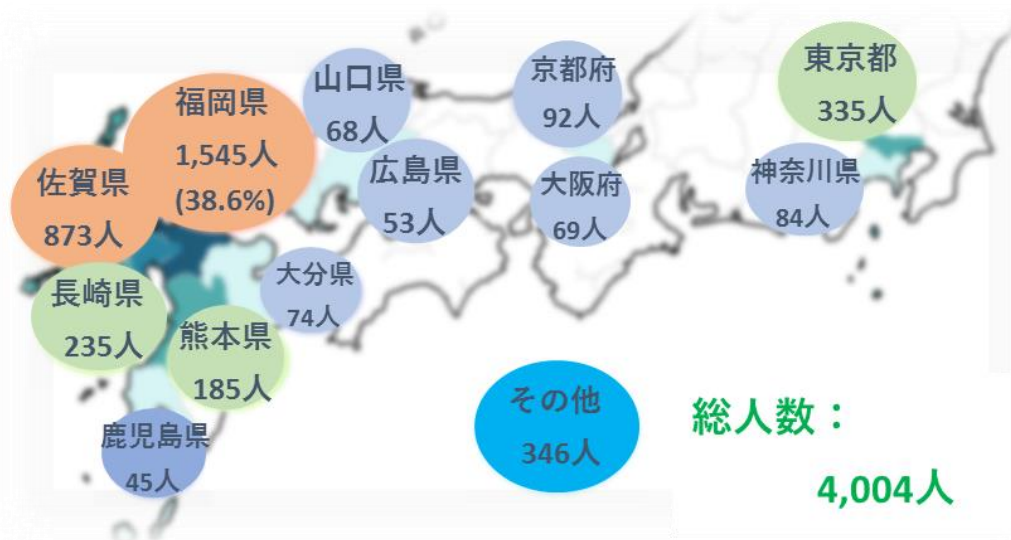 山口県
68人
京都府
92人
東京都
335人
福岡県
1,545人
(38.6%)
佐賀県
873人
広島県
53人
大阪府
69人
神奈川県
84人
長崎県
235人
大分県
74人
熊本県
185人
鹿児島県
45人
その他
346人
総人数：
4,004人